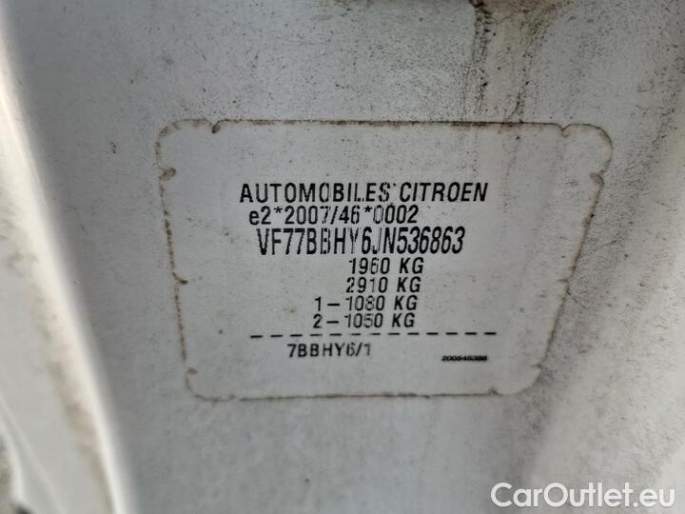 AUTOMOBILES CITROEN
e2*2007/46*0002
VF77BBHY6JN536863
1960 KG
2910 KG
1-1080 KG
2-1050 KG
7BBHY6/1
CarOutlet.eu